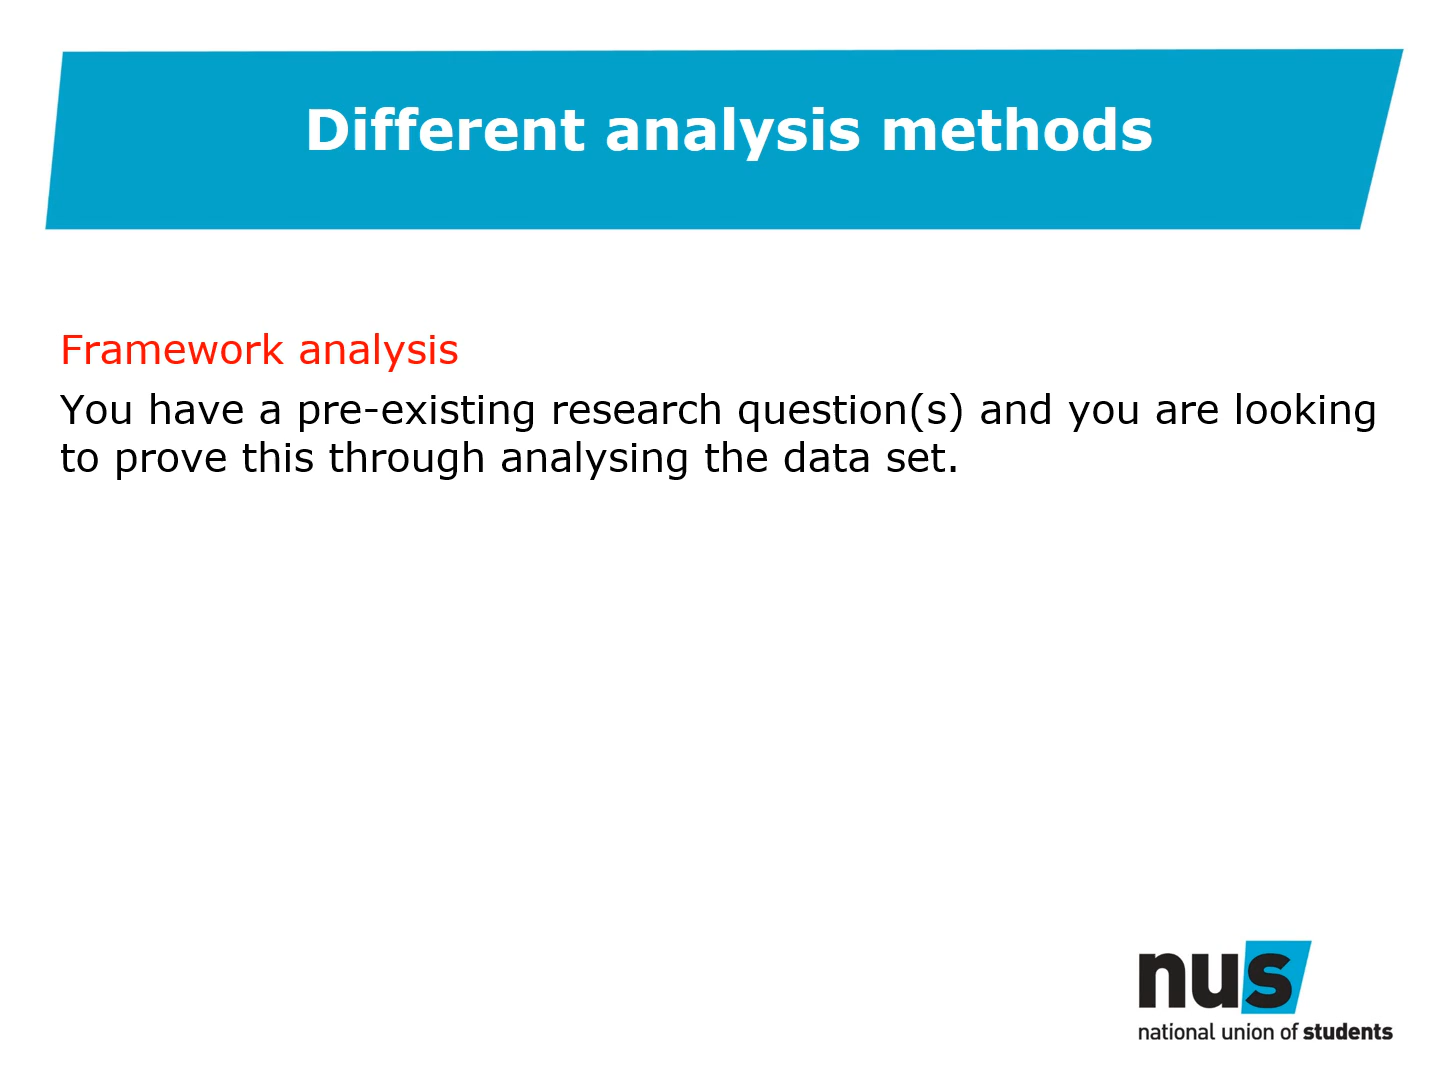 Different analysis methods
Framework analysis
You have a pre-existing research question(s) and you are looking
to prove this through analysing the data set.
nus
national union of students